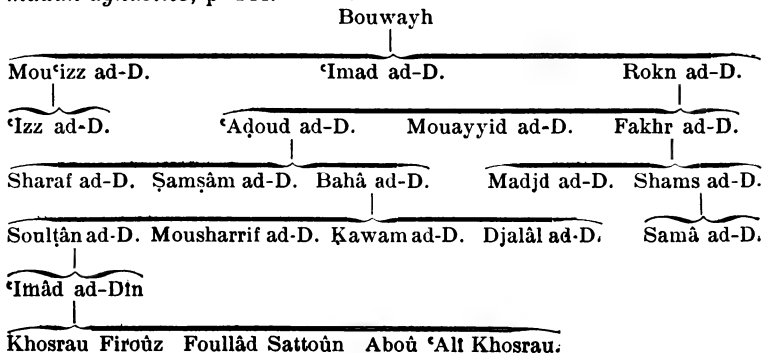 Bouwayh
Mouʿizz ad-D. ʿImad ad-D. Rokn ad-D.
ʿIzz ad-D. ʿAḍoud ad-D. Mouayyid ad-D. Fakhr ad-D.
Sharaf ad-D. Ṣamṣâm ad-D. Bahâ ad-D. Madjd ad-D. Shams ad-D.
Soulṭân ad-D. Mousharrif ad-D. Ḳawam ad-D. Djalâl ad-D. Samâ ad-D.
ʿImâd ad-Dîn
Khosrau Firoûz Foullâd Sattoûn Aboû ʿAlî Khosrau.